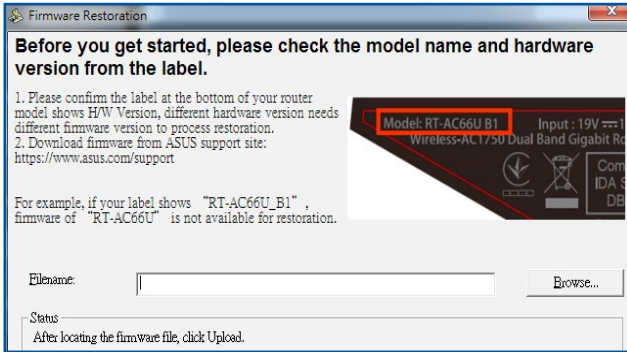 Firmware Restoration
Before you get started, please check the model name and hardware
version from the label.
1. Please confirm the label at the bottom of your router
model shows H/W Version, different hardware version needs
different firmware version to process restoration.
2. Download firmware from ASUS support site:
https://www.asus.com/support
For example, if your label shows “RT-AC66U_B1”,
firmware of “RT-AC66U” is not available for restoration.
Model: RT-AC66U B1 Input : 19V
Wireless-AC1750 Dual Band Gigabit
Com
IDA
DB
Filename:
Browse...
Status
After locating the firmware file, click Upload.